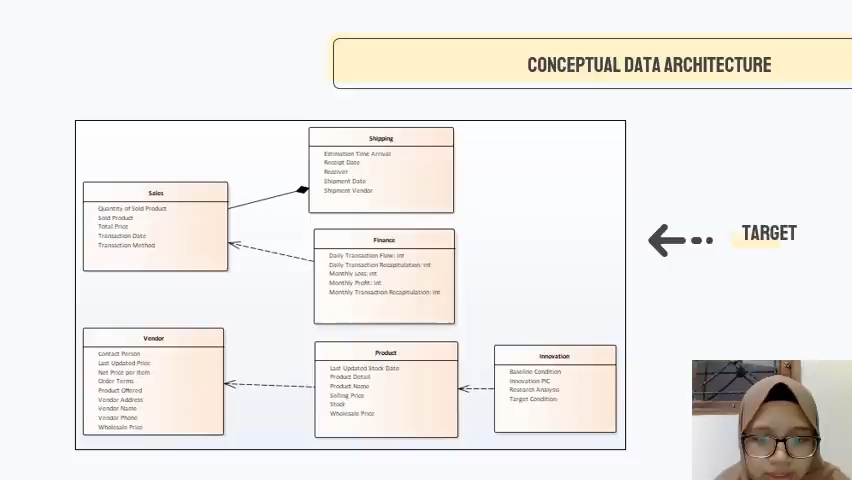 CONCEPTUAL DATA ARCHITECTURE
Shipping
Estimation Time Arrival
Receipt Date
Receiver
Shipment Date
Shipment Vendor
Sales
Quantity of Sold Product
Sold Product
Total Price
Transaction Date
Transaction Method
Finance
Daily Transaction Flow: int
Daily Transaction Recapitulation: int
Monthly Loss: int
Monthly Profit: int
Monthly Transaction Recapitulation: int
TARGET
Vendor
Contact Person
Last Updated Price
Net Price per Item
Order Terms
Product Offered
Vendor Address
Vendor Name
Vendor Phone
Wholesale Price
Product
Last Updated Stock Date
Product Detail
Product Name
Selling Price
Stock
Wholesale Price
Innovation
Baseline Condition
Innovation PIC
Research Analysis
Target Condition